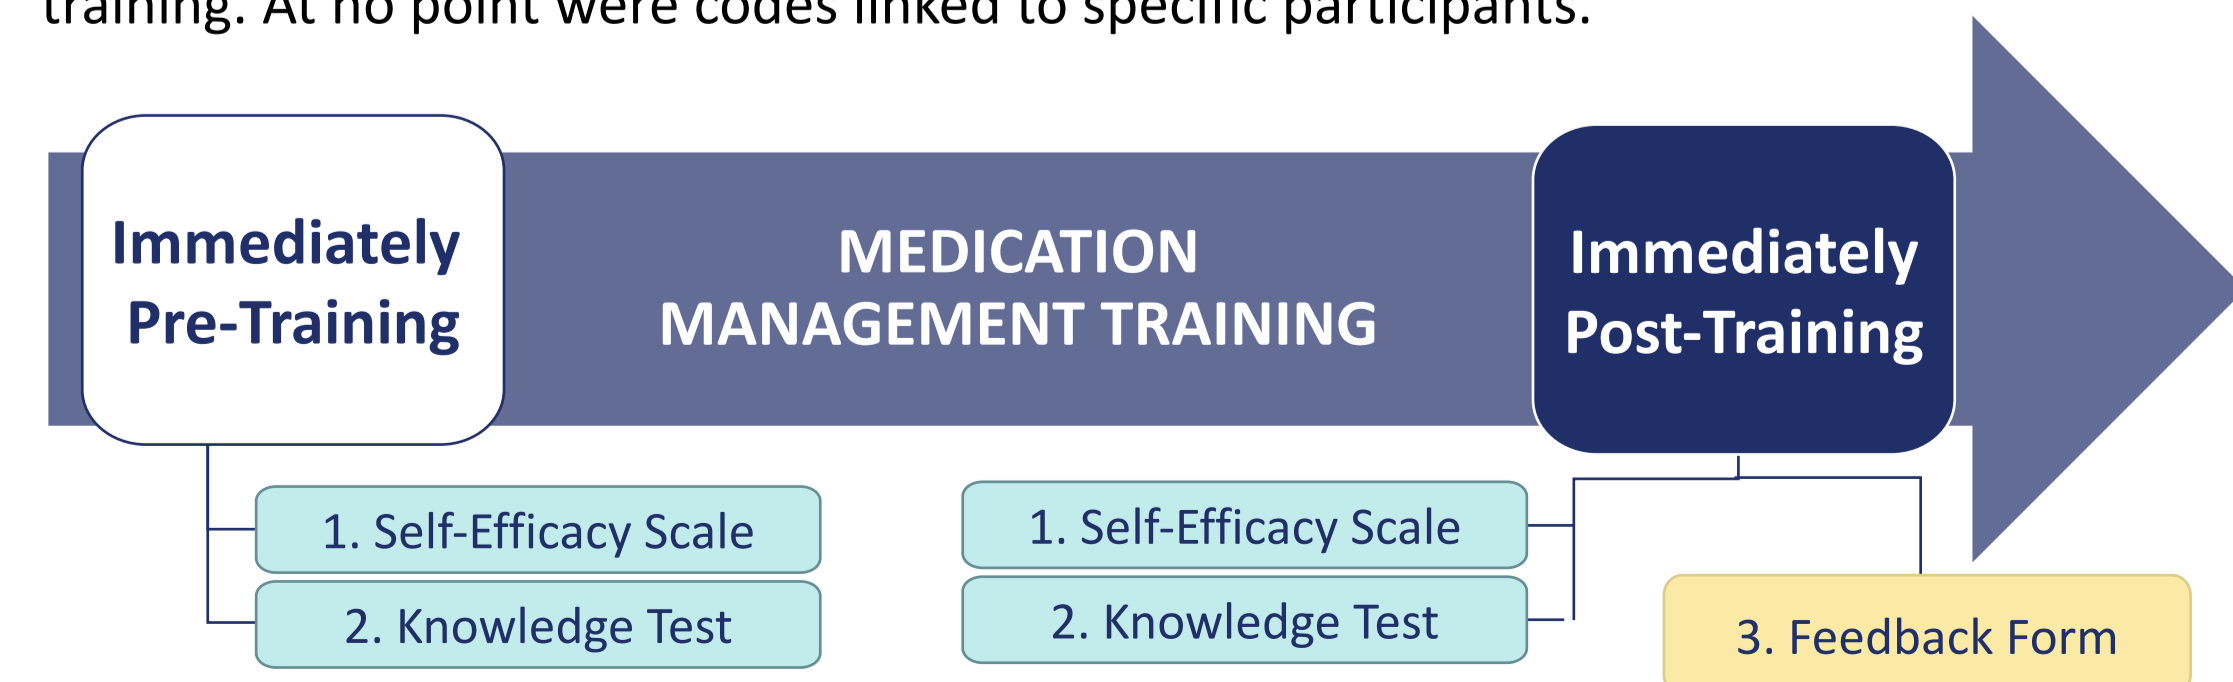 training. At no point were codes linked to specific participants.
Immediately
Pre-Training
MEDICATION
MANAGEMENT TRAINING
Immediately
Post-Training
1. Self-Efficacy Scale
2. Knowledge Test
1. Self-Efficacy Scale
2. Knowledge Test
3. Feedback Form